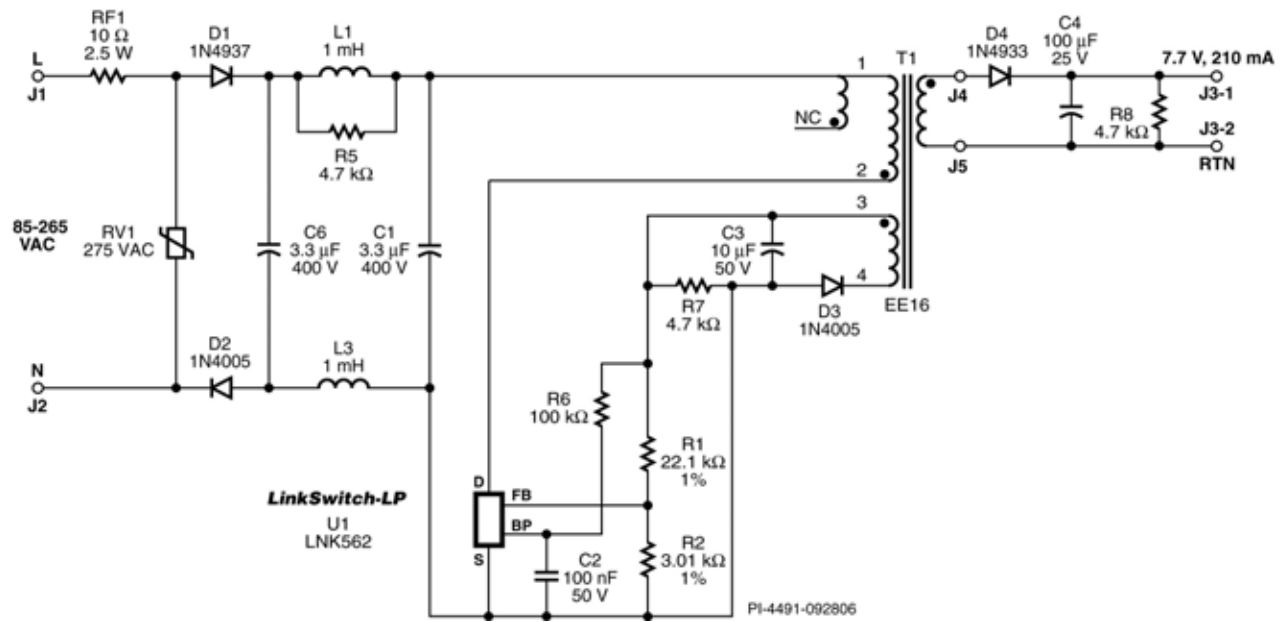 RF1
10 Ω
2.5 W
D1
1N4937
L1
1 mH
L
J1
R5
4.7 kΩ
85-265
VAC
RV1
275 VAC
C6
3.3 µF
400 V
C1
3.3 µF
400 V
D2
1N4005
L3
1 mH
N
J2
T1
1
NC
2
3
4
EE16
D4
1N4933
C4
100 µF
25 V
7.7 V, 210 mA
J4
J3-1
R8
4.7 kΩ
J5
J3-2
RTN
C3
10 µF
50 V
R7
4.7 kΩ
D3
1N4005
R6
100 kΩ
R1
22.1 kΩ
1%
LinkSwitch-LP
U1
LNK562
D
FB
BP
S
C2
100 nF
50 V
R2
3.01 kΩ
1%
PI-4491-092806